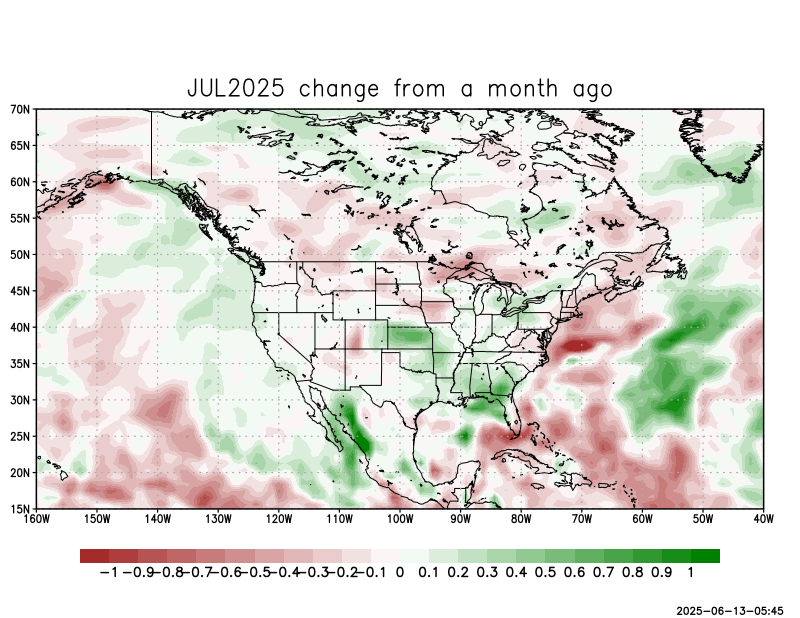 JUL2025 change from a month ago
70N
65N
60N
55N
50N
45N
40N
35N
30N
25N
20N
15N
160W 150W 140W 130W 120W 110W 100W 90W 80W 70W 60W 50W 40W
−1 −0.9 −0.8 −0.7 −0.6 −0.5 −0.4 −0.3 −0.2 −0.1 0 0.1 0.2 0.3 0.4 0.5 0.6 0.7 0.8 0.9 1
2025-06-13-05:45